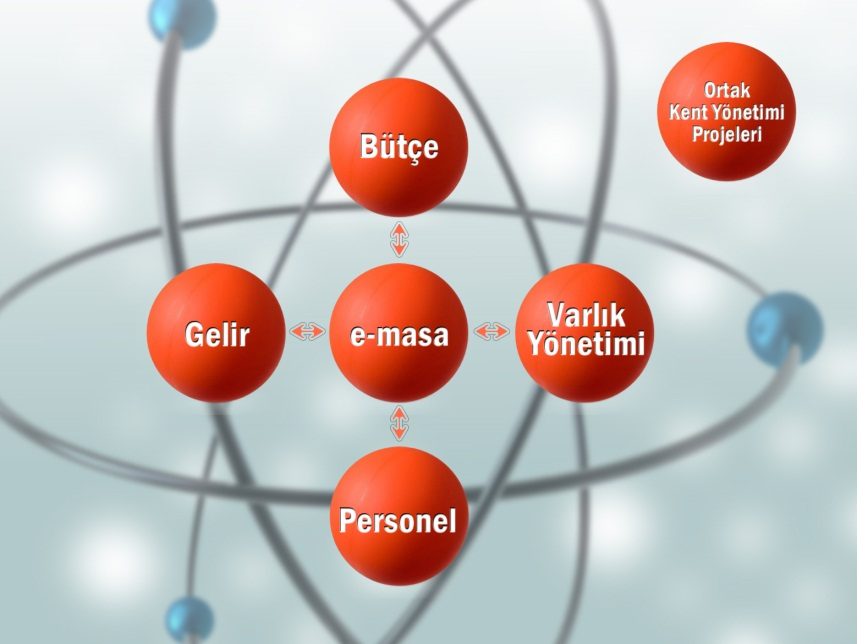 Ortak
Kent Yönetimi
Projeleri
Bütçe
Gelir
e-masa
Varlık
Yönetimi
Personel